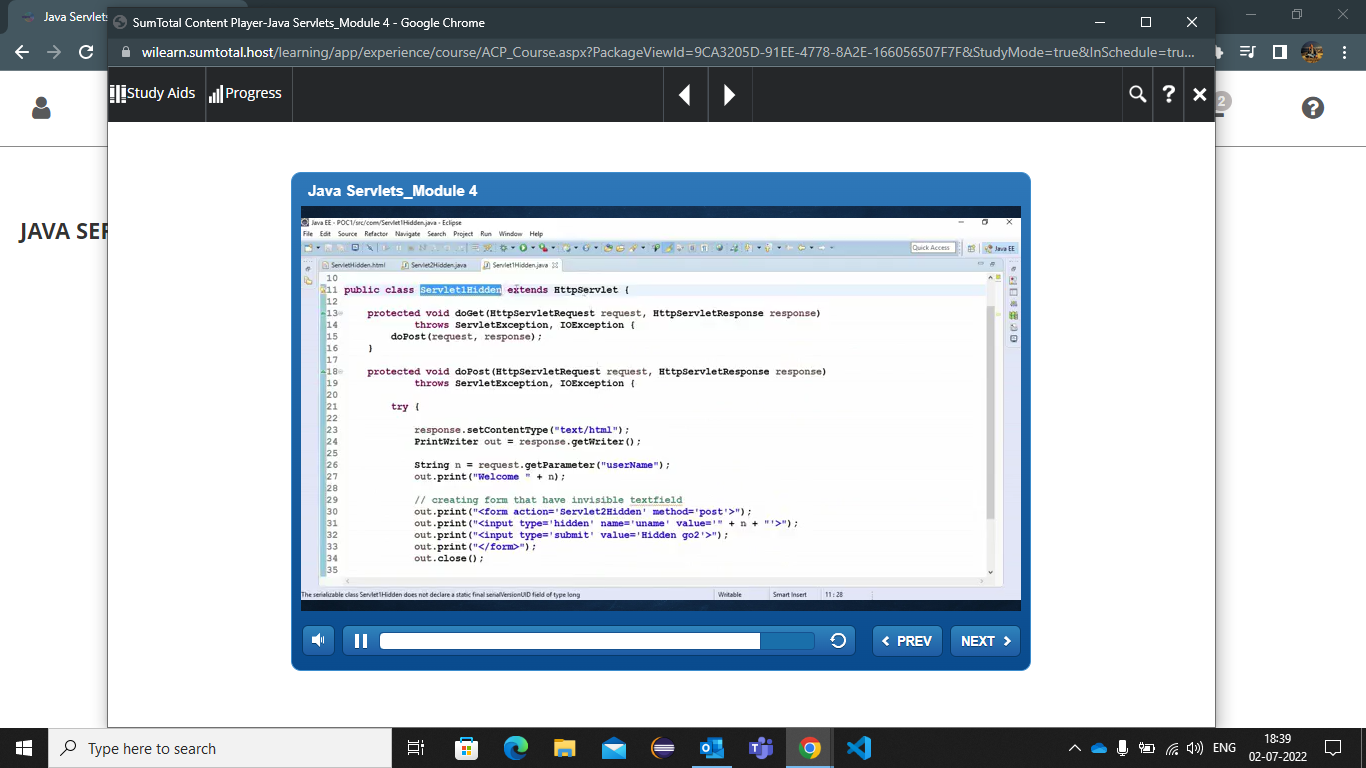 Java Servlets
SumTotal Content Player-Java Servlets_Module 4 - Google Chrome
wilearn.sumtotal.host/learning/app/experience/course/ACP_Course.aspx?PackageViewId=9CA3205D-91EE-4778-8A2E-166056507F7F&StudyMode=true&InSchedule=tru...
Study Aids Progress
?
2
?
JAVA SER
Java Servlets_Module 4
Java EE - POC1/src/com/Servlet1Hidden.java - Eclipse
File Edit Source Refactor Navigate Search Project Run Window Help
Quick Access Java EE
ServletHidden.html Servlet2Hidden.java Servlet1Hidden.java
10
11 public class Servlet1Hidden extends HttpServlet {
12
13 protected void doGet(HttpServletRequest request, HttpServletResponse response)
14 throws ServletException, IOException {
15 doPost(request, response);
16 }
17
18 protected void doPost(HttpServletRequest request, HttpServletResponse response)
19 throws ServletException, IOException {
20
21 try {
22
23 response.setContentType("text/html");
24 PrintWriter out = response.getWriter();
25
26 String n = request.getParameter("userName");
27 out.print("Welcome " + n);
28
29 // creating form that have invisible textfield
30 out.print("<form action='Servlet2Hidden' method='post'>");
31 out.print("<input type='hidden' name='uname' value='" + n + "'>");
32 out.print("<input type='submit' value='Hidden go2'>");
33 out.print("</form>");
34 out.close();
35
The serializable class Servlet1Hidden does not declare a static final serialVersionUID field of type long Writable Smart Insert 11 : 28
PREV NEXT
Type here to search
ENG
18:39
02-07-2022